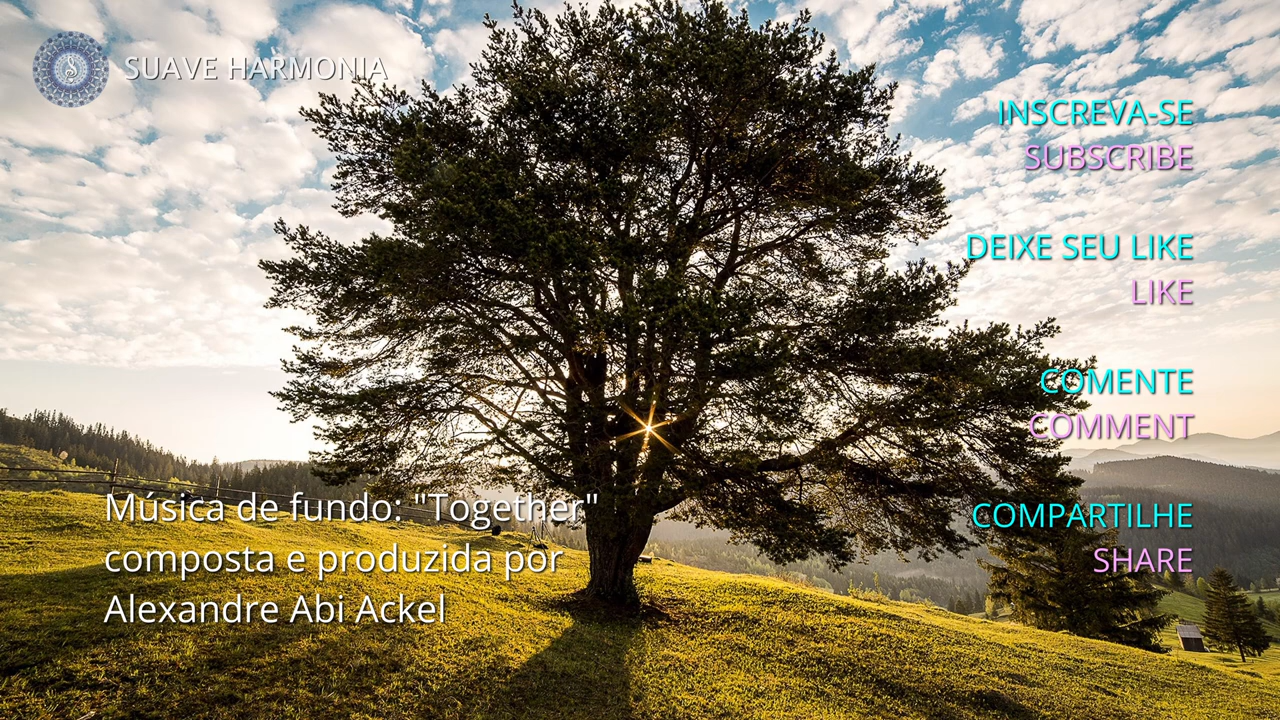 SUAVE HARMONIA
INSCREVA-SE
SUBSCRIBE
DEIXE SEU LIKE
LIKE
COMENTE
COMMENT
COMPARTILHE
SHARE
Música de fundo: "Together"
composta e produzida por
Alexandre Abi Ackel